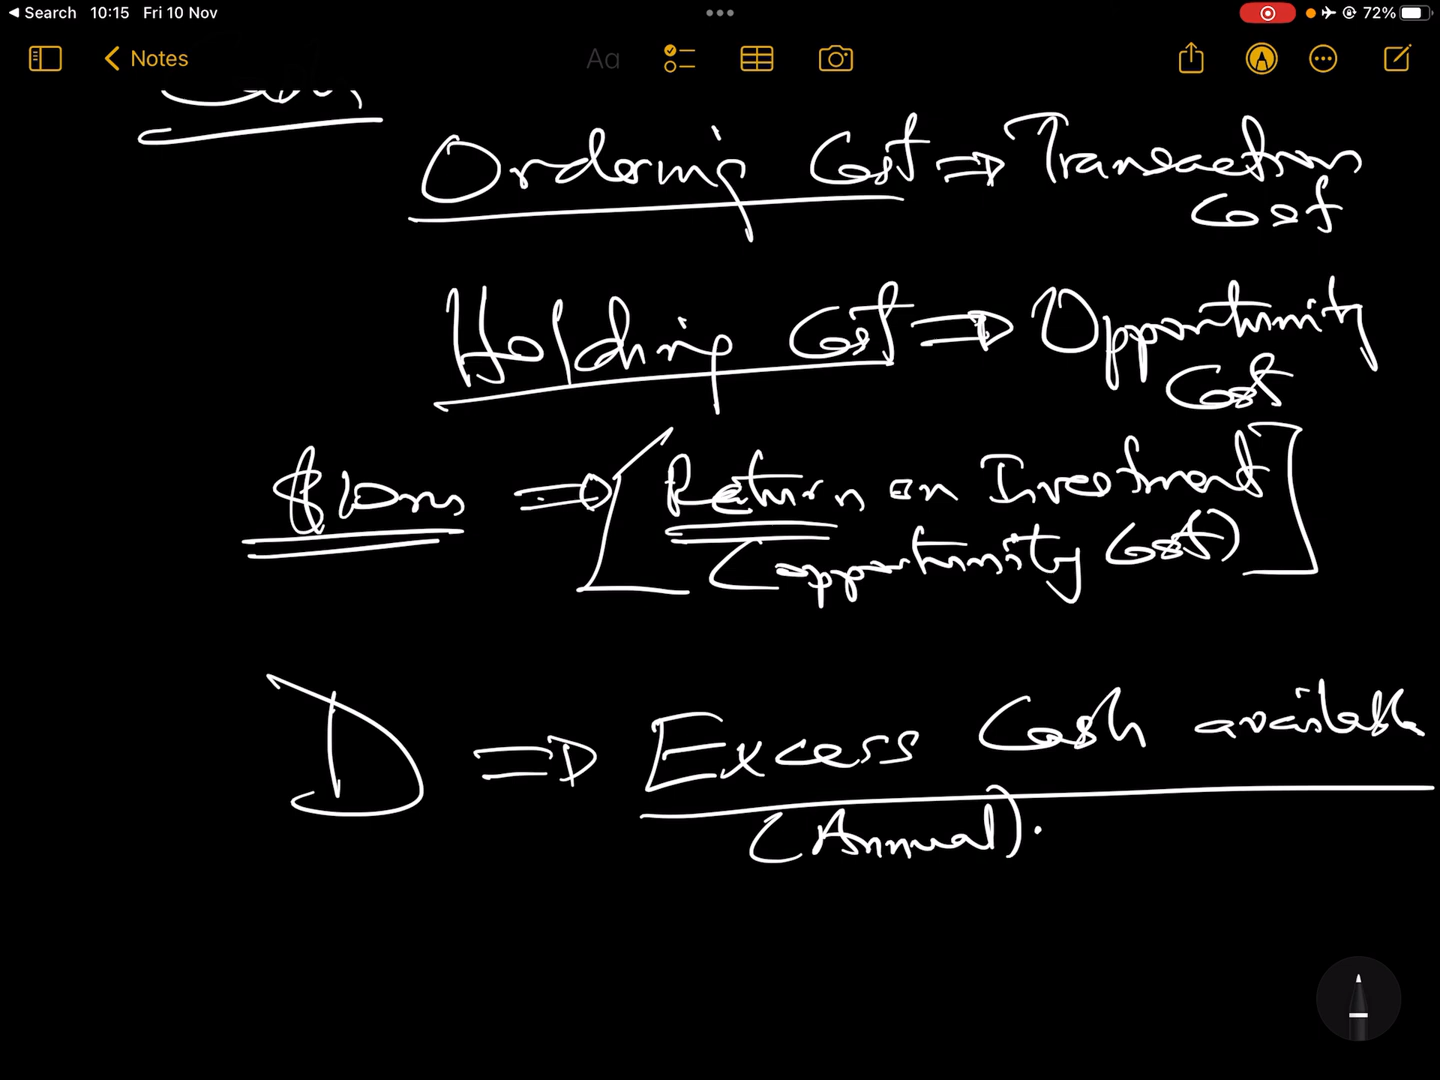 Search 10:15 Fri 10 Nov 72%
Notes Aa
Ordering Cost ⇒ Transaction
Cost
Holding Cost ⇒ Opportunity
Cost
$10m ⇒ [Return on Investment
(opportunity Cost)]
D ⇒ Excess Cash available
(Annual).